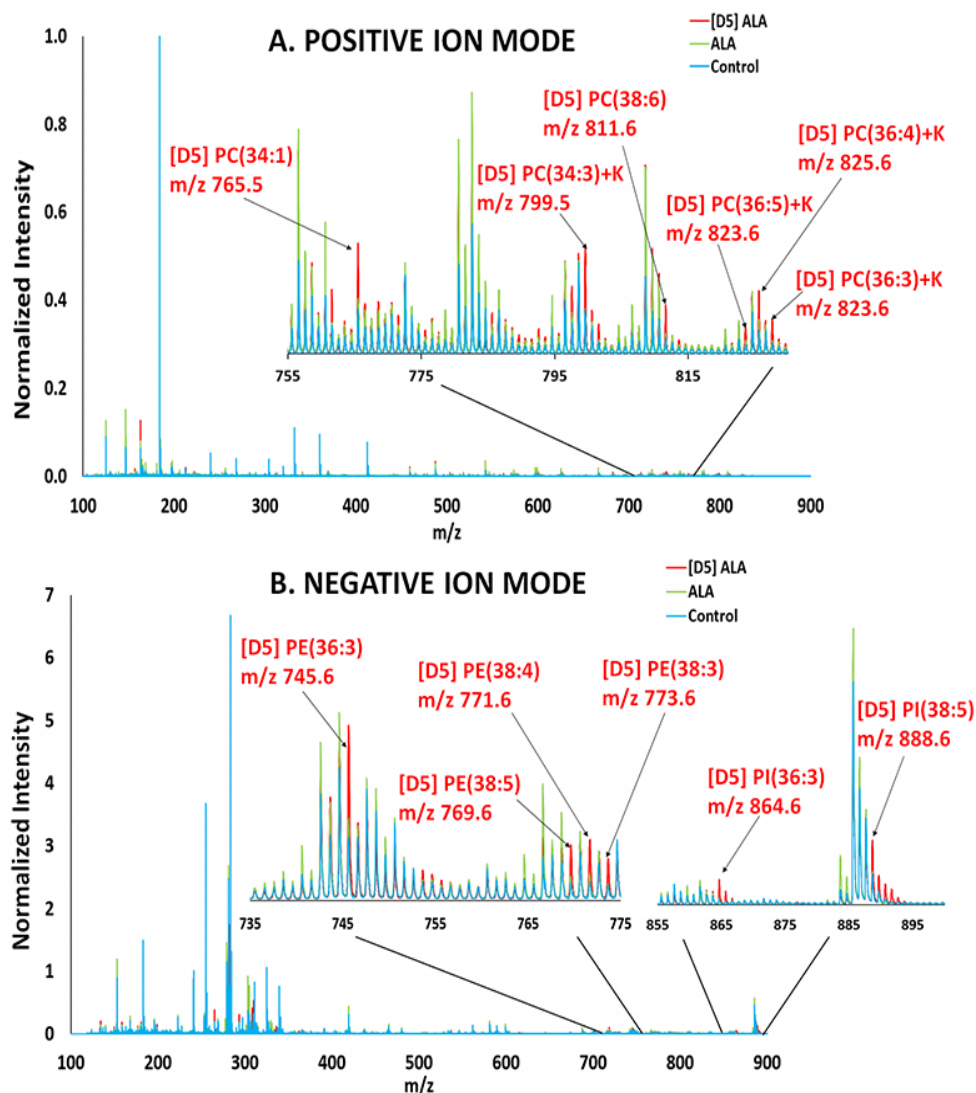 A. POSITIVE ION MODE
[D5] ALA
ALA
Control
Normalized Intensity
1.0
0.8
0.6
0.4
0.2
0.0
[D5] PC(34:1)
m/z 765.5
[D5] PC(34:3)+K
m/z 799.5
[D5] PC(38:6)
m/z 811.6
[D5] PC(36:5)+K
m/z 823.6
[D5] PC(36:4)+K
m/z 825.6
[D5] PC(36:3)+K
m/z 823.6
755 775 795 815
100 200 300 400 500 600 700 800 900
m/z
B. NEGATIVE ION MODE
[D5] ALA
ALA
Control
Normalized Intensity
7
6
5
4
3
2
1
0
[D5] PE(36:3)
m/z 745.6
[D5] PE(38:4)
m/z 771.6
[D5] PE(38:3)
m/z 773.6
[D5] PE(38:5)
m/z 769.6
[D5] PI(38:5)
m/z 888.6
[D5] PI(36:3)
m/z 864.6
735 745 755 765 775
855 865 875 885 895
100 200 300 400 500 600 700 800 900
m/z